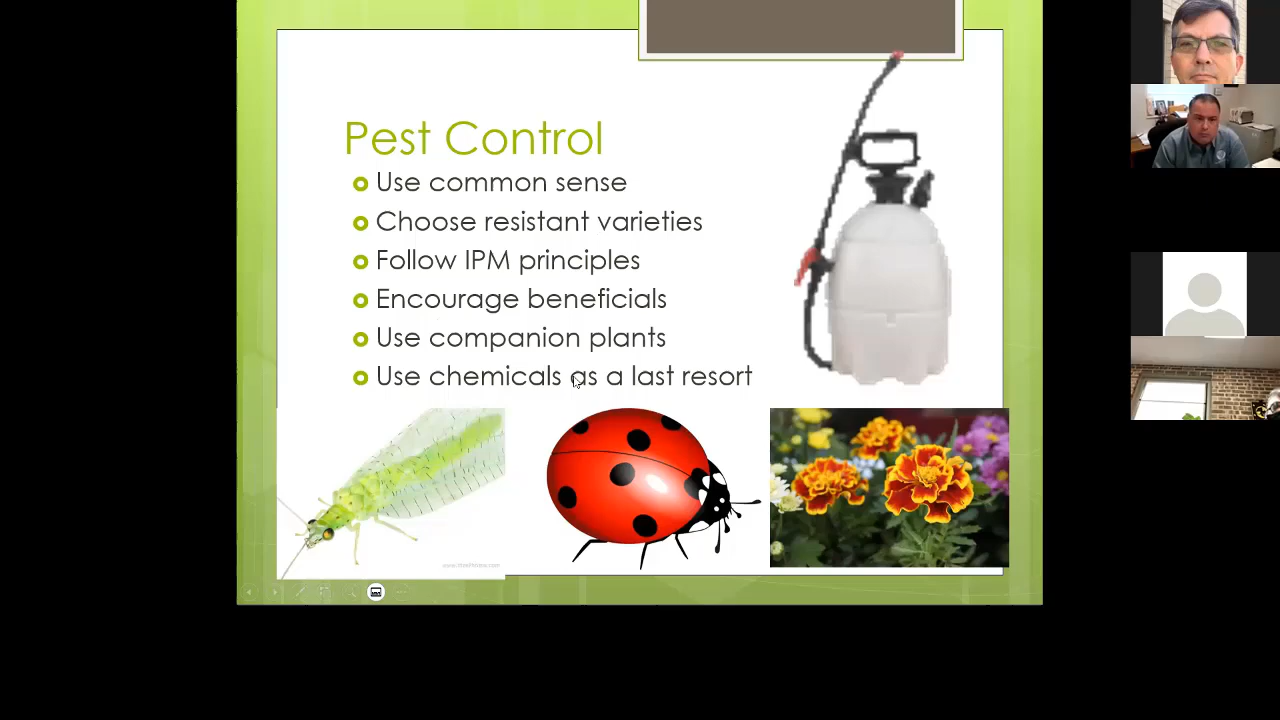 Pest Control
Use common sense
Choose resistant varieties
Follow IPM principles
Encourage beneficials
Use companion plants
Use chemicals as a last resort